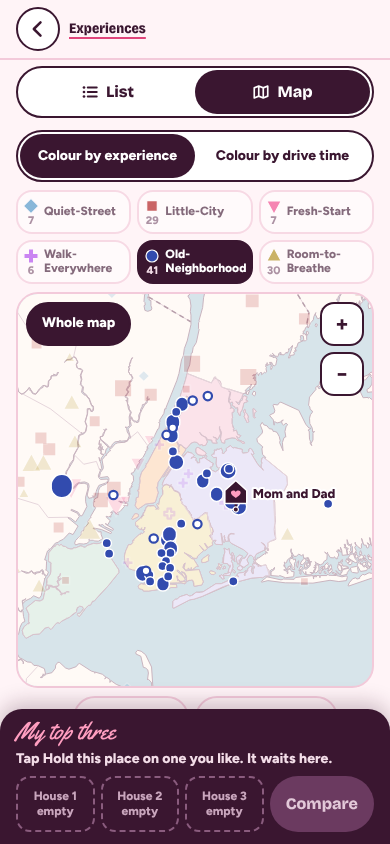 Experiences
List
Map
Colour by experience
Colour by drive time
Quiet-Street
7
Little-City
29
Fresh-Start
7
Walk-
Everywhere
6
Old-
Neighborhood
41
Room-to-
Breathe
30
Whole map
+
−
Mom and Dad
My top three
Tap Hold this place on one you like. It waits here.
House 1
empty
House 2
empty
House 3
empty
Compare